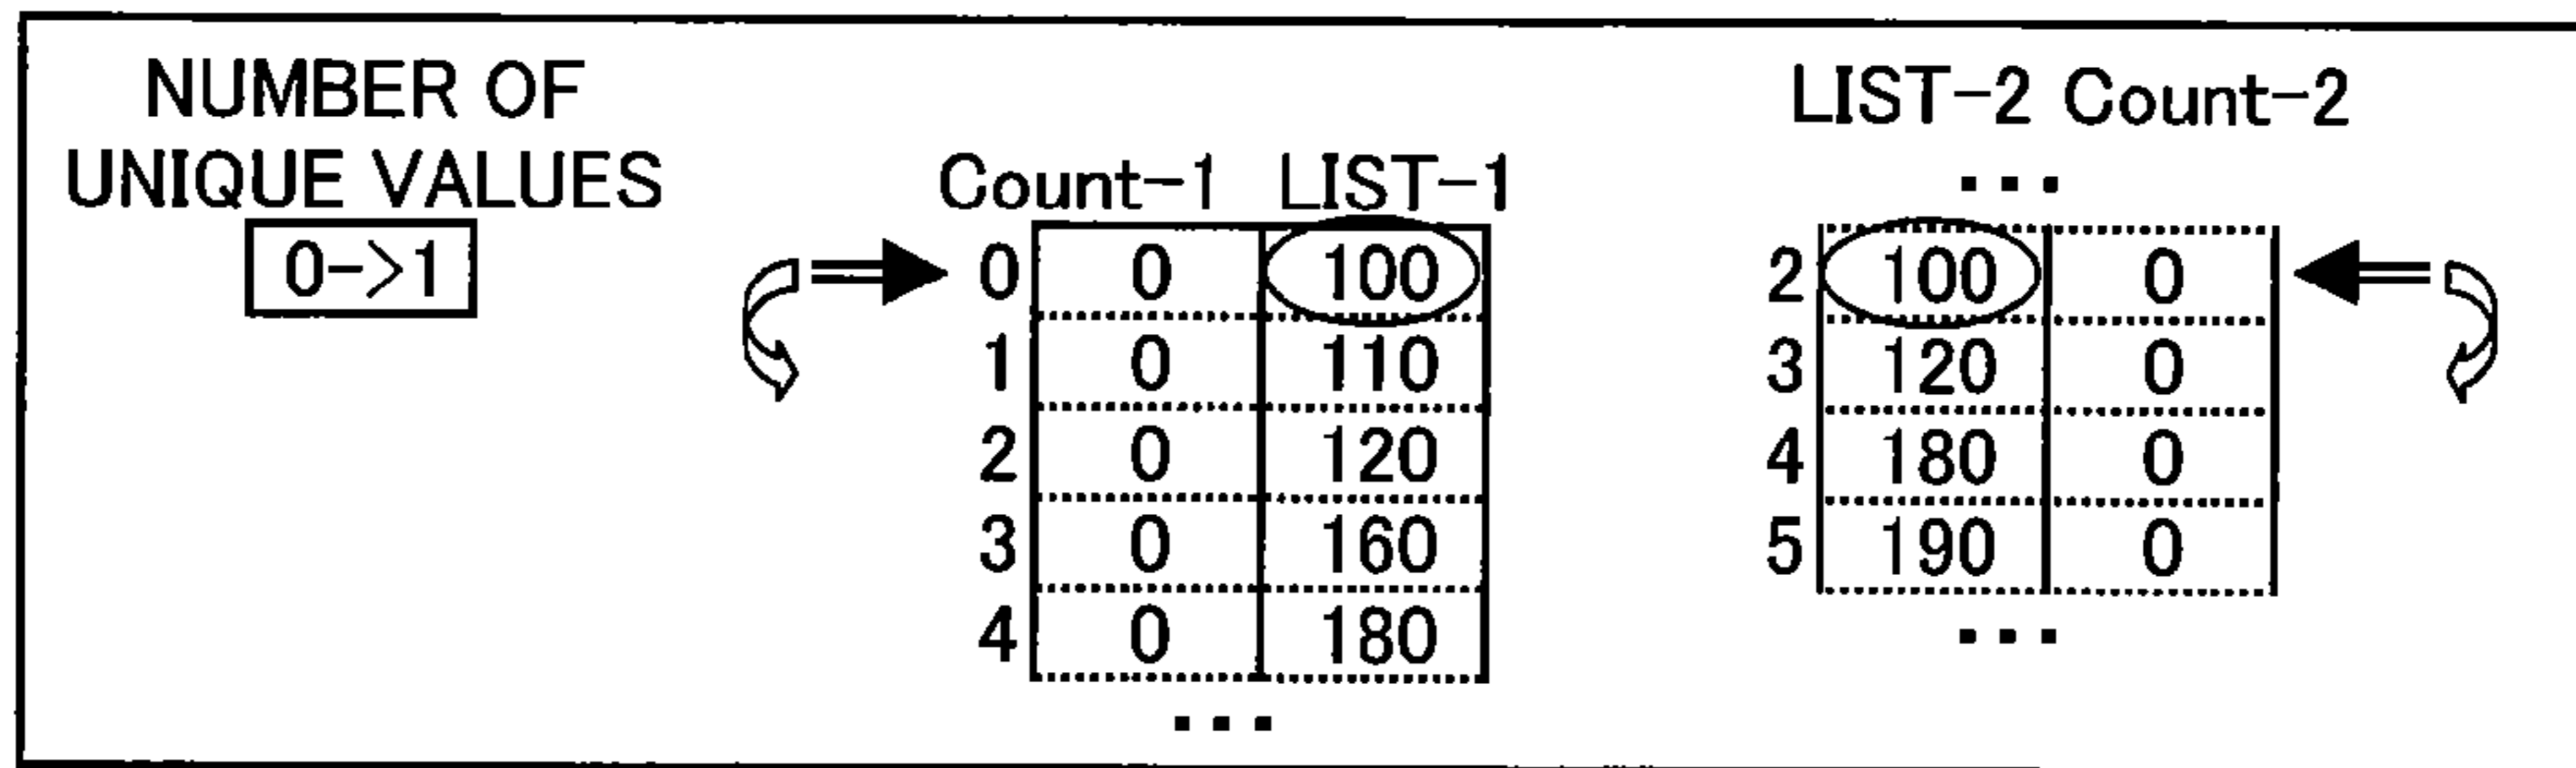 NUMBER OF
UNIQUE VALUES
0->1
Count-1 LIST-1
0 0 100
1 0 110
2 0 120
3 0 160
4 0 180
...
LIST-2 Count-2
...
2 100 0
3 120 0
4 180 0
5 190 0
...